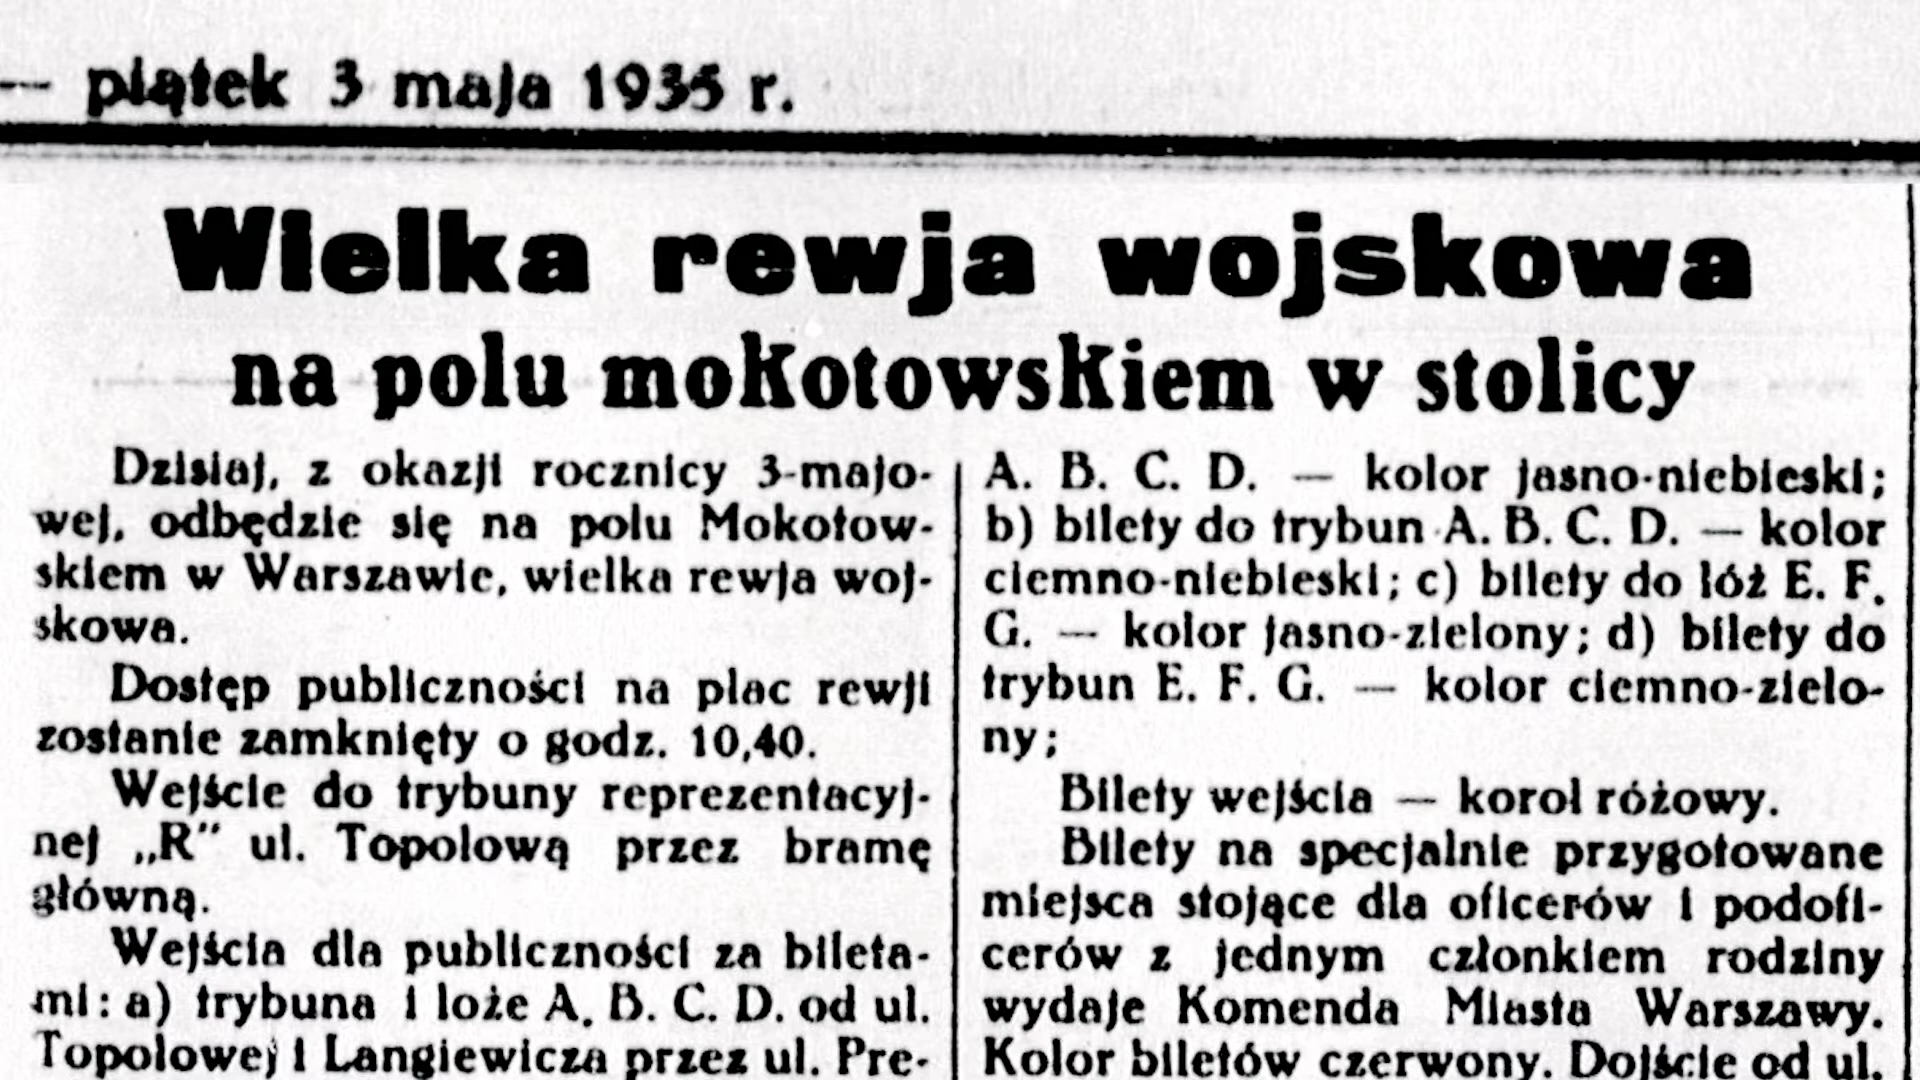 — piątek 3 maja 1935 r.
Wielka rewja wojskowa
na polu mokotowskiem w stolicy
Dzisiaj, z okazji rocznicy 3-majo-
wej, odbędzie się na polu Mokotow-
skiem w Warszawie, wielka rewja woj-
skowa.
Dostęp publiczności na plac rewji
zostanie zamknięty o godz. 10,40.
Wejście do trybuny reprezentacyj-
nej „R” ul. Topolową przez bramę
główną.
Wejścia dla publiczności za bileta-
mi: a) trybuna i loże A. B. C. D. od ul.
Topolowej i Langiewicza przez ul. Pre-
A. B. C. D. — kolor jasno-niebieski;
b) bilety do trybun A. B. C. D. — kolor
ciemno-niebieski; c) bilety do lóż E. F.
G. — kolor jasno-zielony; d) bilety do
trybun E. F. G. — kolor ciemno-zielo-
ny;
Bilety wejścia — korol różowy.
Bilety na specjalnie przygotowane
miejsca stojące dla oficerów i podofi-
cerów z jednym członkiem rodziny
wydaje Komenda Miasta Warszawy.
Kolor biletów czerwony. Dojście od ul.